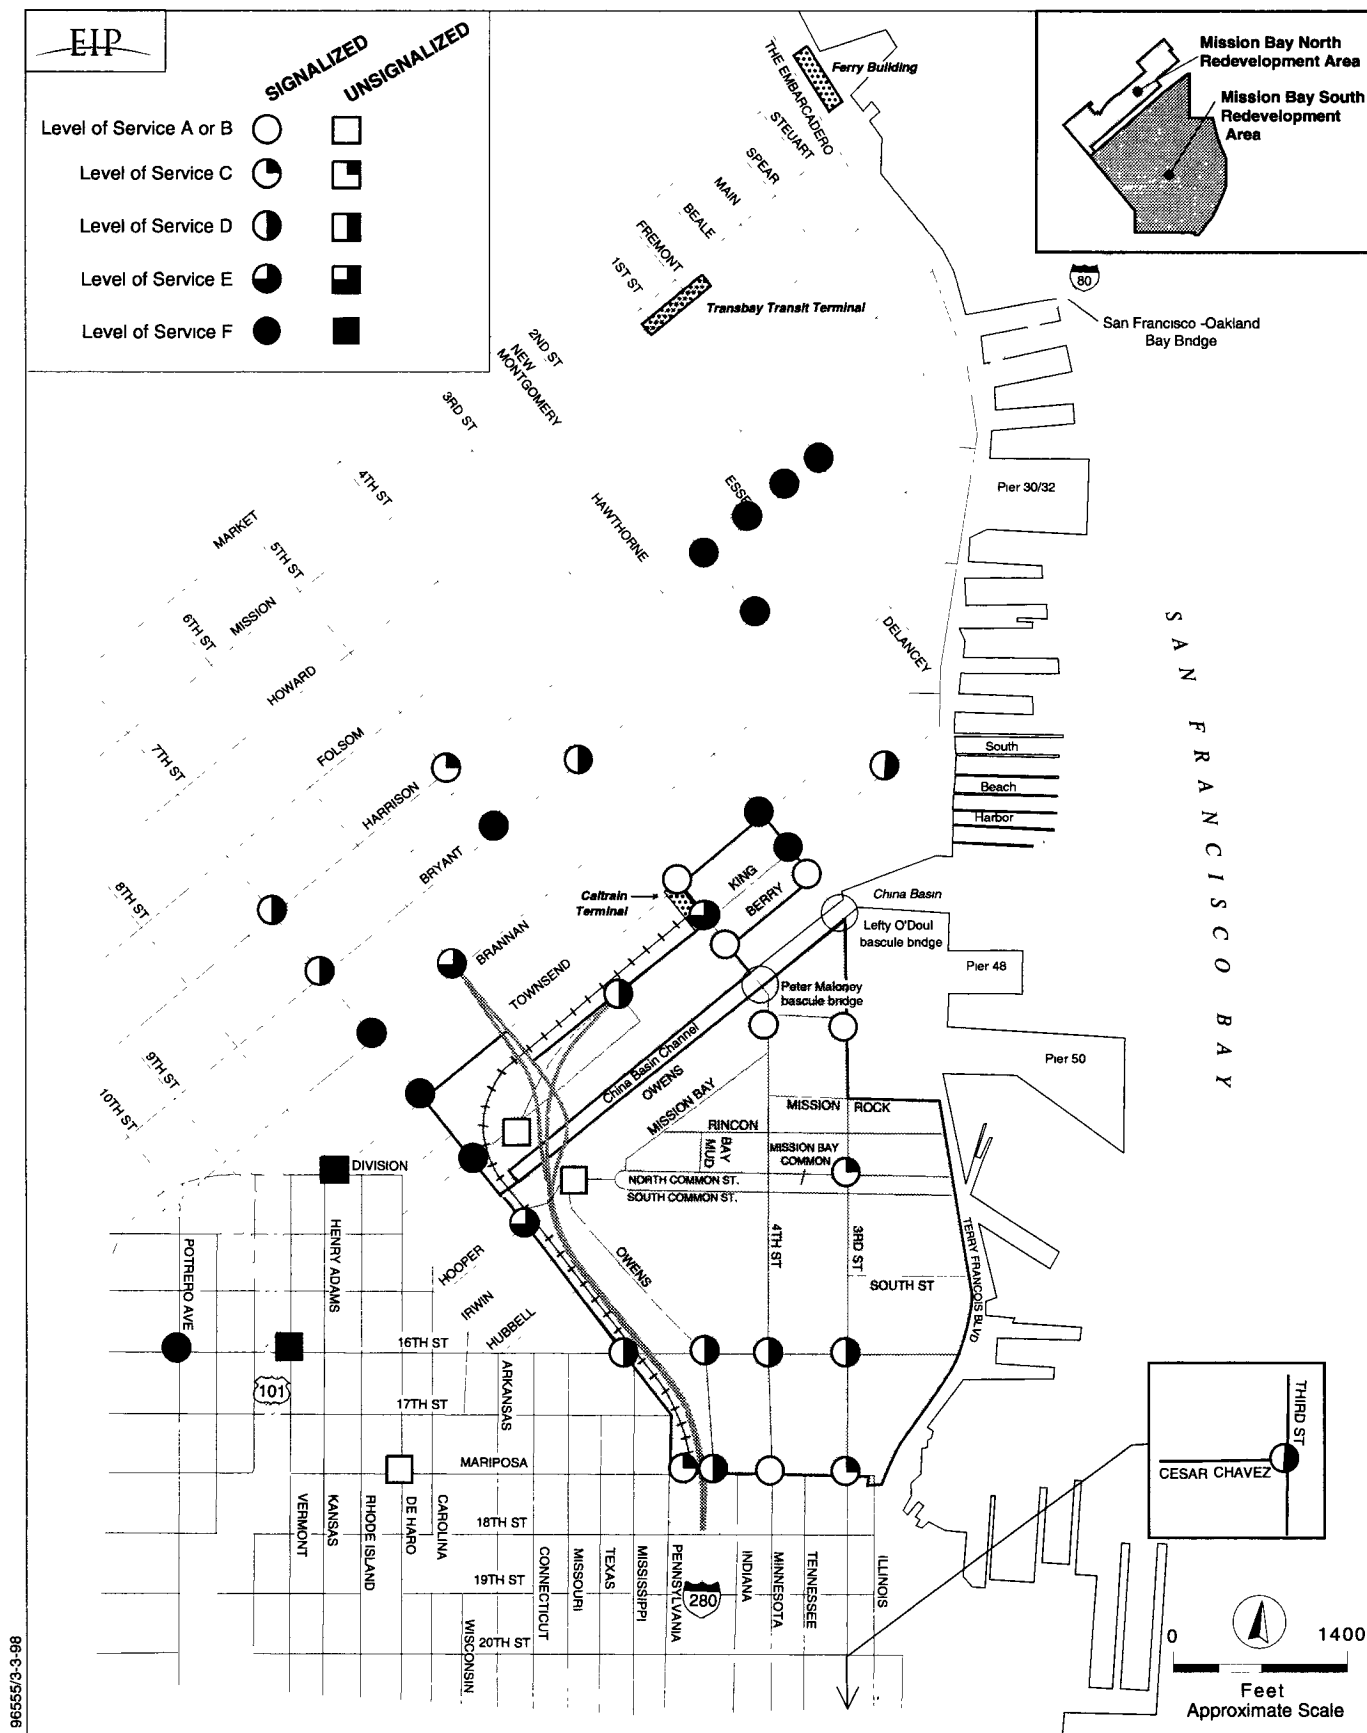 EIP
SIGNALIZED
UNSIGNALIZED
Level of Service A or B
Level of Service C
Level of Service D
Level of Service E
Level of Service F
Mission Bay North
Redevelopment Area
Mission Bay South
Redevelopment
Area
THE EMBARCADERO
Ferry Building
STEUART
SPEAR
MAIN
BEALE
FREMONT
1ST ST
Transbay Transit Terminal
80
San Francisco -Oakland
Bay Bridge
2ND ST
NEW
MONTGOMERY
3RD ST
4TH ST
MARKET
5TH ST
6TH ST
MISSION
HOWARD
HAWTHORNE
Pier 30/32
DELANCEY
SAN FRANCISCO BAY
7TH ST
FOLSOM
HARRISON
BRYANT
South
Beach
Harbor
8TH ST
Caltrain
Terminal
KING
BERRY
China Basin
Lefty O'Doul
bascule bridge
BRANNAN
TOWNSEND
Pier 48
Peter Maloney
bascule bridge
9TH ST
10TH ST
China Basin Channel
OWENS
MISSION BAY
Pier 50
MISSION ROCK
RINCON
BAY
MUD
MISSION BAY
COMMON
DIVISION
NORTH COMMON ST.
SOUTH COMMON ST.
POTRERO AVE
HENRY ADAMS
HOOPER
IRWIN
HUBBELL
OWENS
4TH ST
3RD ST
SOUTH ST
TERRY FRANCOIS BLVD
16TH ST
101
ARKANSAS
17TH ST
MARIPOSA
THIRD ST
CESAR CHAVEZ
VERMONT
KANSAS
RHODE ISLAND
DE HARO
CAROLINA
18TH ST
19TH ST
20TH ST
WISCONSIN
CONNECTICUT
MISSOURI
TEXAS
MISSISSIPPI
PENNSYLVANIA
280
INDIANA
MINNESOTA
TENNESSEE
ILLINOIS
0 1400
Feet
Approximate Scale
96555/3-3-98